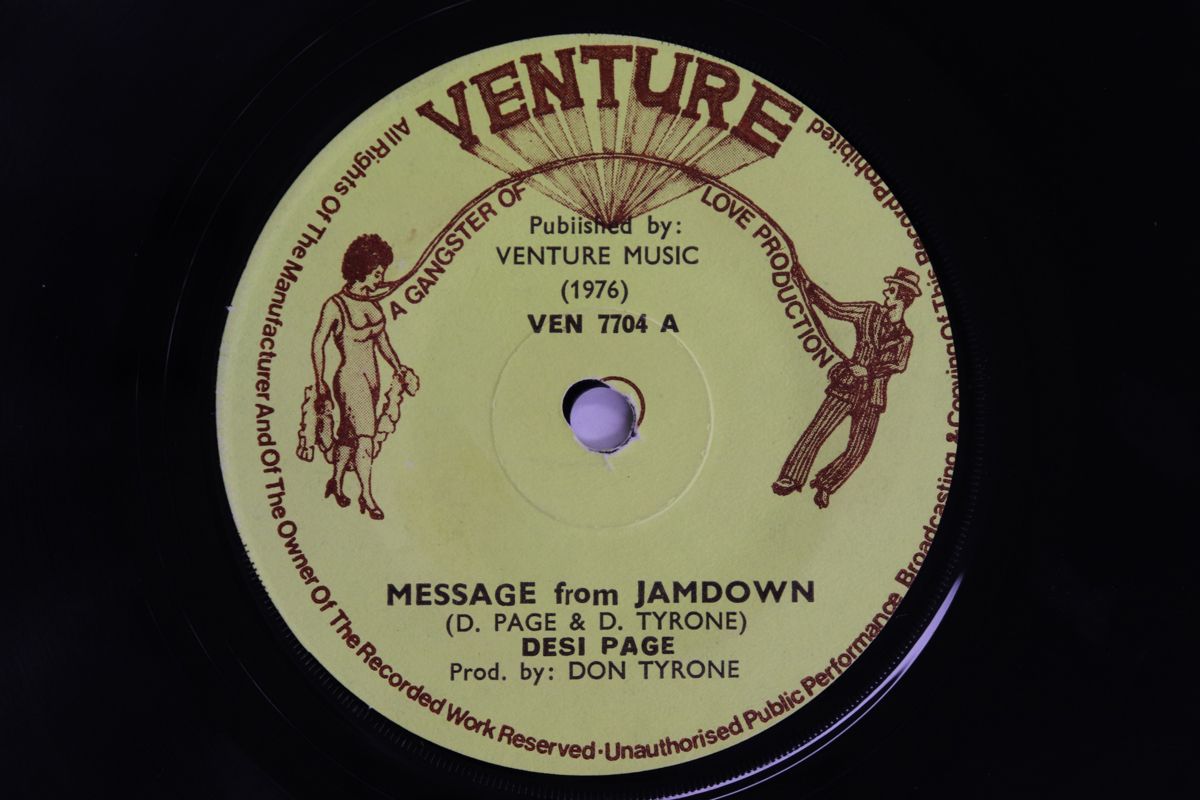 VENTURE
A GANGSTER OF LOVE PRODUCTION
Pubiished by:
VENTURE MUSIC
(1976)
VEN 7704 A
MESSAGE from JAMDOWN
(D. PAGE & D. TYRONE)
DESI PAGE
Prod. by: DON TYRONE
All Rights Of The Manufacturer And Of The Owner Of The Recorded Work Reserved · Unauthorised Public Performance Broadcasting & Copying Of This Record Prohibited